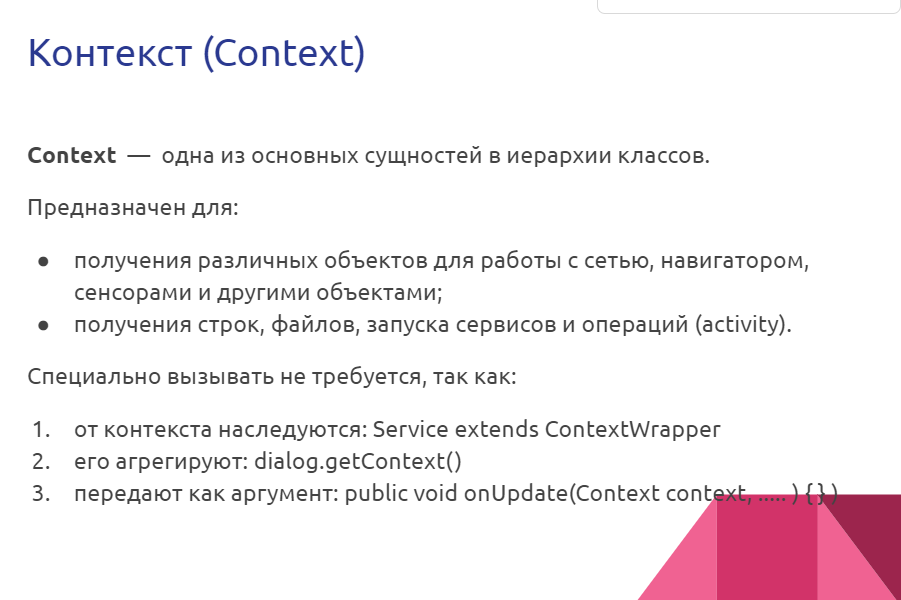 Контекст (Context)
Context — одна из основных сущностей в иерархии классов.
Предназначен для:
● получения различных объектов для работы с сетью, навигатором,
сенсорами и другими объектами;
● получения строк, файлов, запуска сервисов и операций (activity).
Специально вызывать не требуется, так как:
1. от контекста наследуются: Service extends ContextWrapper
2. его агрегируют: dialog.getContext()
3. передают как аргумент: public void onUpdate(Context context, ..... ) { } )